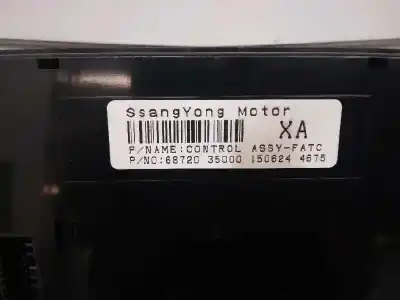 SsangYong Motor
XA
P/NAME:CONTROL ASSY-FATC
P/NO:68720 35000 150624 4675